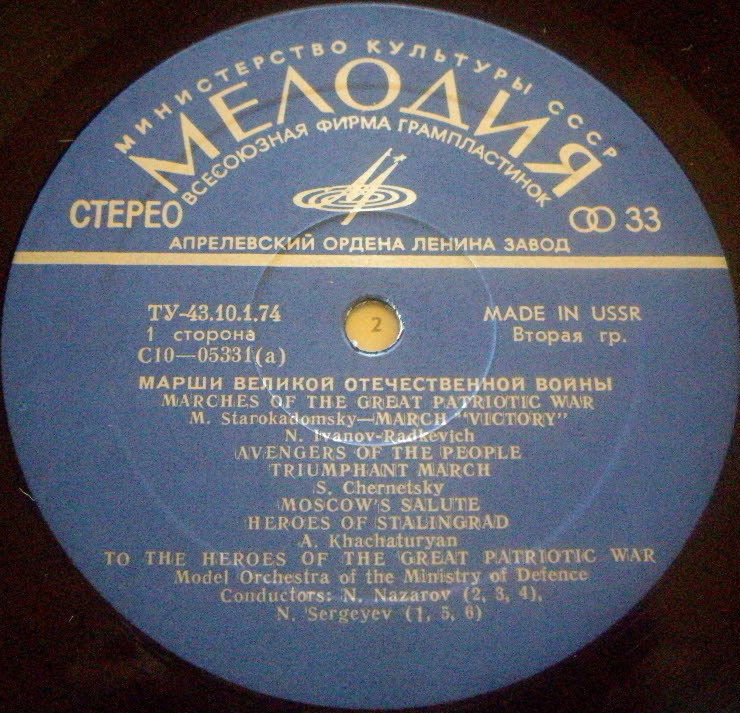 МИНИСТЕРСТВО КУЛЬТУРЫ СССР
МЕЛОДИЯ
ВСЕСОЮЗНАЯ ФИРМА ГРАМПЛАСТИНОК
СТЕРЕО
33
АПРЕЛЕВСКИЙ ОРДЕНА ЛЕНИНА ЗАВОД
ТУ-43.10.1.74
1 сторона
С10—05331(а)
2
MADE IN USSR
Вторая гр.
МАРШИ ВЕЛИКОЙ ОТЕЧЕСТВЕННОЙ ВОЙНЫ
MARCHES OF THE GREAT PATRIOTIC WAR
M. Starokadomsky—MARCH "VICTORY"
N. Ivanov-Radkevich
AVENGERS OF THE PEOPLE
TRIUMPHANT MARCH
S. Chernetsky
MOSCOW'S SALUTE
HEROES OF STALINGRAD
A. Khachaturyan
TO THE HEROES OF THE GREAT PATRIOTIC WAR
Model Orchestra of the Ministry of Defence
Conductors: N. Nazarov (2, 3, 4),
N. Sergeyev (1, 5, 6)